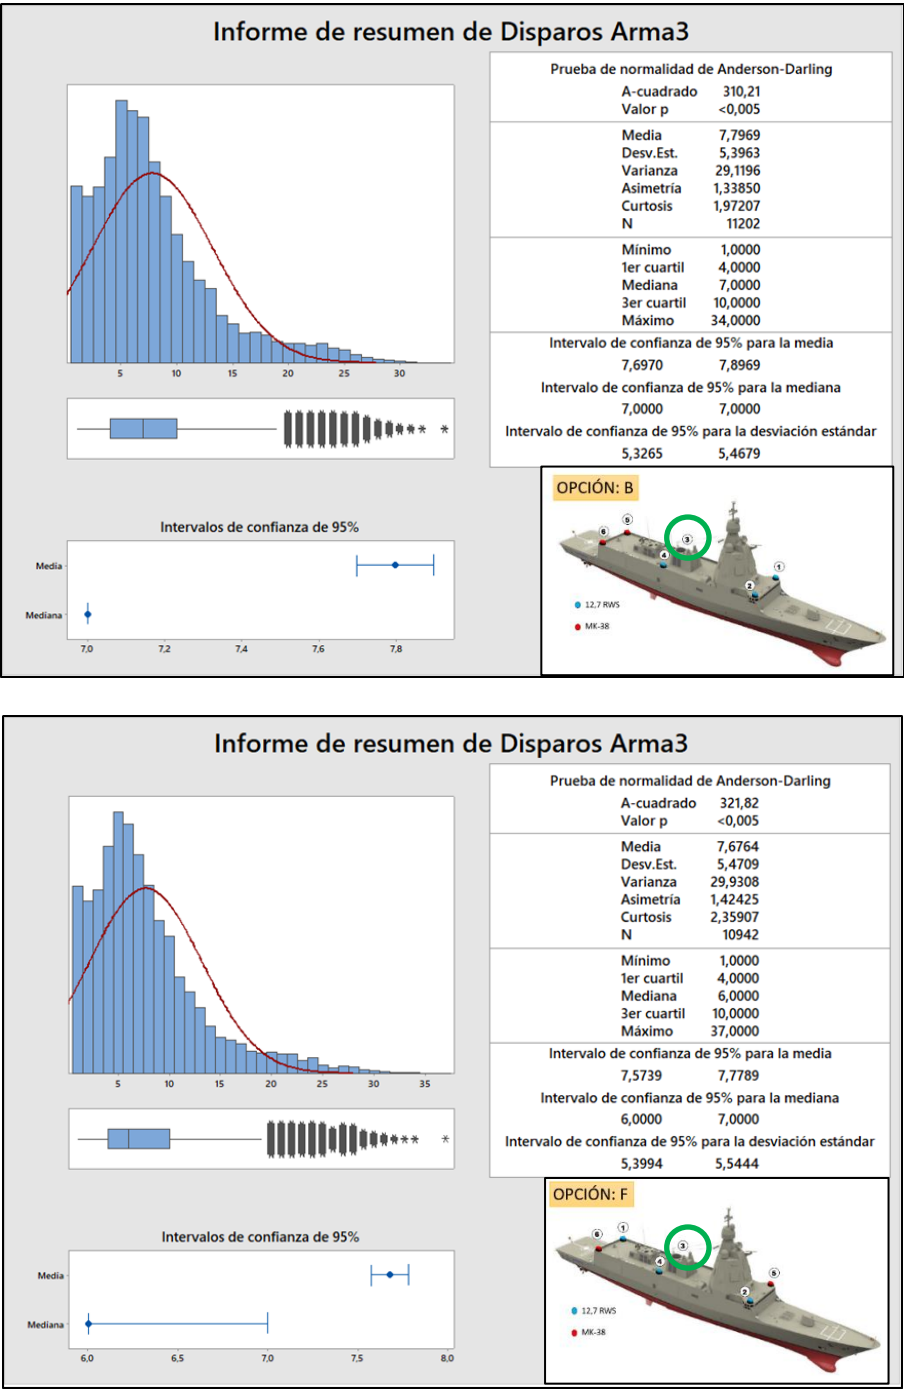 Informe de resumen de Disparos Arma3
Prueba de normalidad de Anderson-Darling
A-cuadrado 310,21
Valor p <0,005
Media 7,7969
Desv.Est. 5,3963
Varianza 29,1196
Asimetría 1,33850
Curtosis 1,97207
N 11202
Mínimo 1,0000
1er cuartil 4,0000
Mediana 7,0000
3er cuartil 10,0000
Máximo 34,0000
Intervalo de confianza de 95% para la media
7,6970 7,8969
Intervalo de confianza de 95% para la mediana
7,0000 7,0000
Intervalo de confianza de 95% para la desviación estándar
5,3265 5,4679
5 10 15 20 25 30
Intervalos de confianza de 95%
Media
Mediana
7,0 7,2 7,4 7,6 7,8
OPCIÓN: B
5
6
3
4
1
2
12,7 RWS
MK-38
Informe de resumen de Disparos Arma3
Prueba de normalidad de Anderson-Darling
A-cuadrado 321,82
Valor p <0,005
Media 7,6764
Desv.Est. 5,4709
Varianza 29,9308
Asimetría 1,42425
Curtosis 2,35907
N 10942
Mínimo 1,0000
1er cuartil 4,0000
Mediana 6,0000
3er cuartil 10,0000
Máximo 37,0000
Intervalo de confianza de 95% para la media
7,5739 7,7789
Intervalo de confianza de 95% para la mediana
6,0000 7,0000
Intervalo de confianza de 95% para la desviación estándar
5,3994 5,5444
5 10 15 20 25 30 35
Intervalos de confianza de 95%
Media
Mediana
6,0 6,5 7,0 7,5 8,0
OPCIÓN: F
1
6
3
4
5
2
12,7 RWS
MK-38